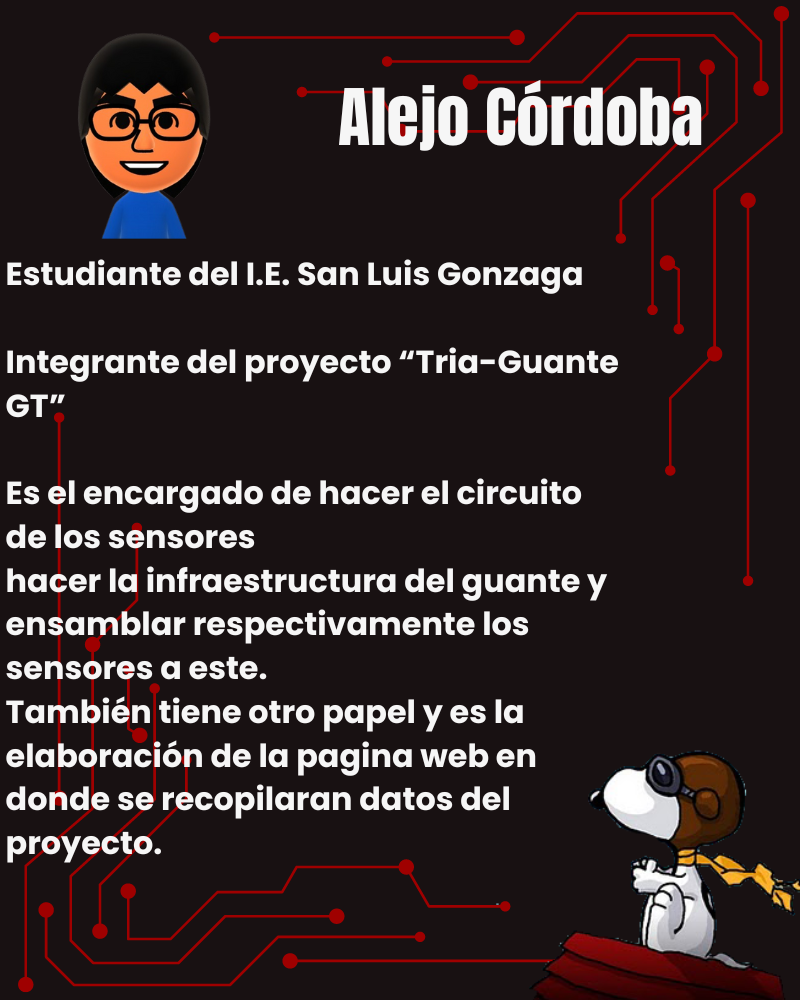 Alejo Córdoba
Estudiante del I.E. San Luis Gonzaga
Integrante del proyecto “Tria-Guante
GT”
Es el encargado de hacer el circuito
de los sensores
hacer la infraestructura del guante y
ensamblar respectivamente los
sensores a este.
También tiene otro papel y es la
elaboración de la pagina web en
donde se recopilaran datos del
proyecto.